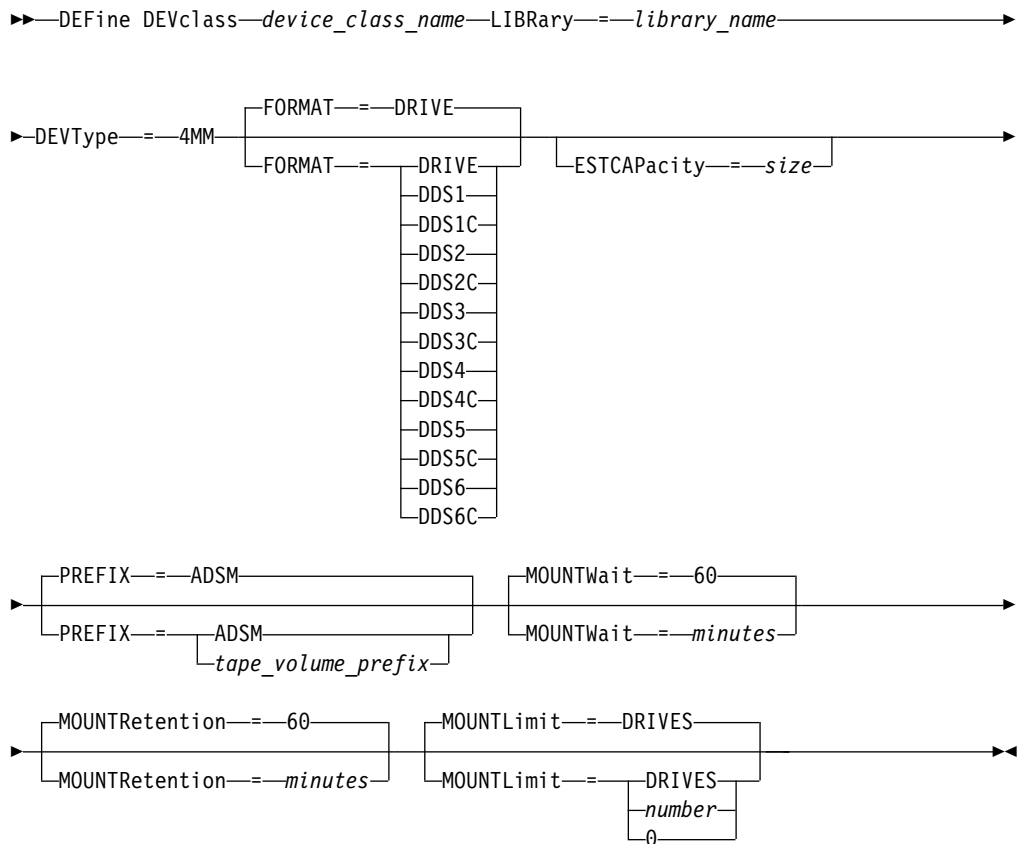 DEFine DEVclass device_class_name LIBRary = library_name
FORMAT = DRIVE
DEVType = 4MM
FORMAT = DRIVE
ESTCAPacity = size
DDS1
DDS1C
DDS2
DDS2C
DDS3
DDS3C
DDS4
DDS4C
DDS5
DDS5C
DDS6
DDS6C
PREFIX = ADSM MOUNTWait = 60
PREFIX = ADSM MOUNTWait = minutes
tape_volume_prefix
MOUNTRetention = 60 MOUNTLimit = DRIVES
MOUNTRetention = minutes MOUNTLimit = DRIVES
number
0